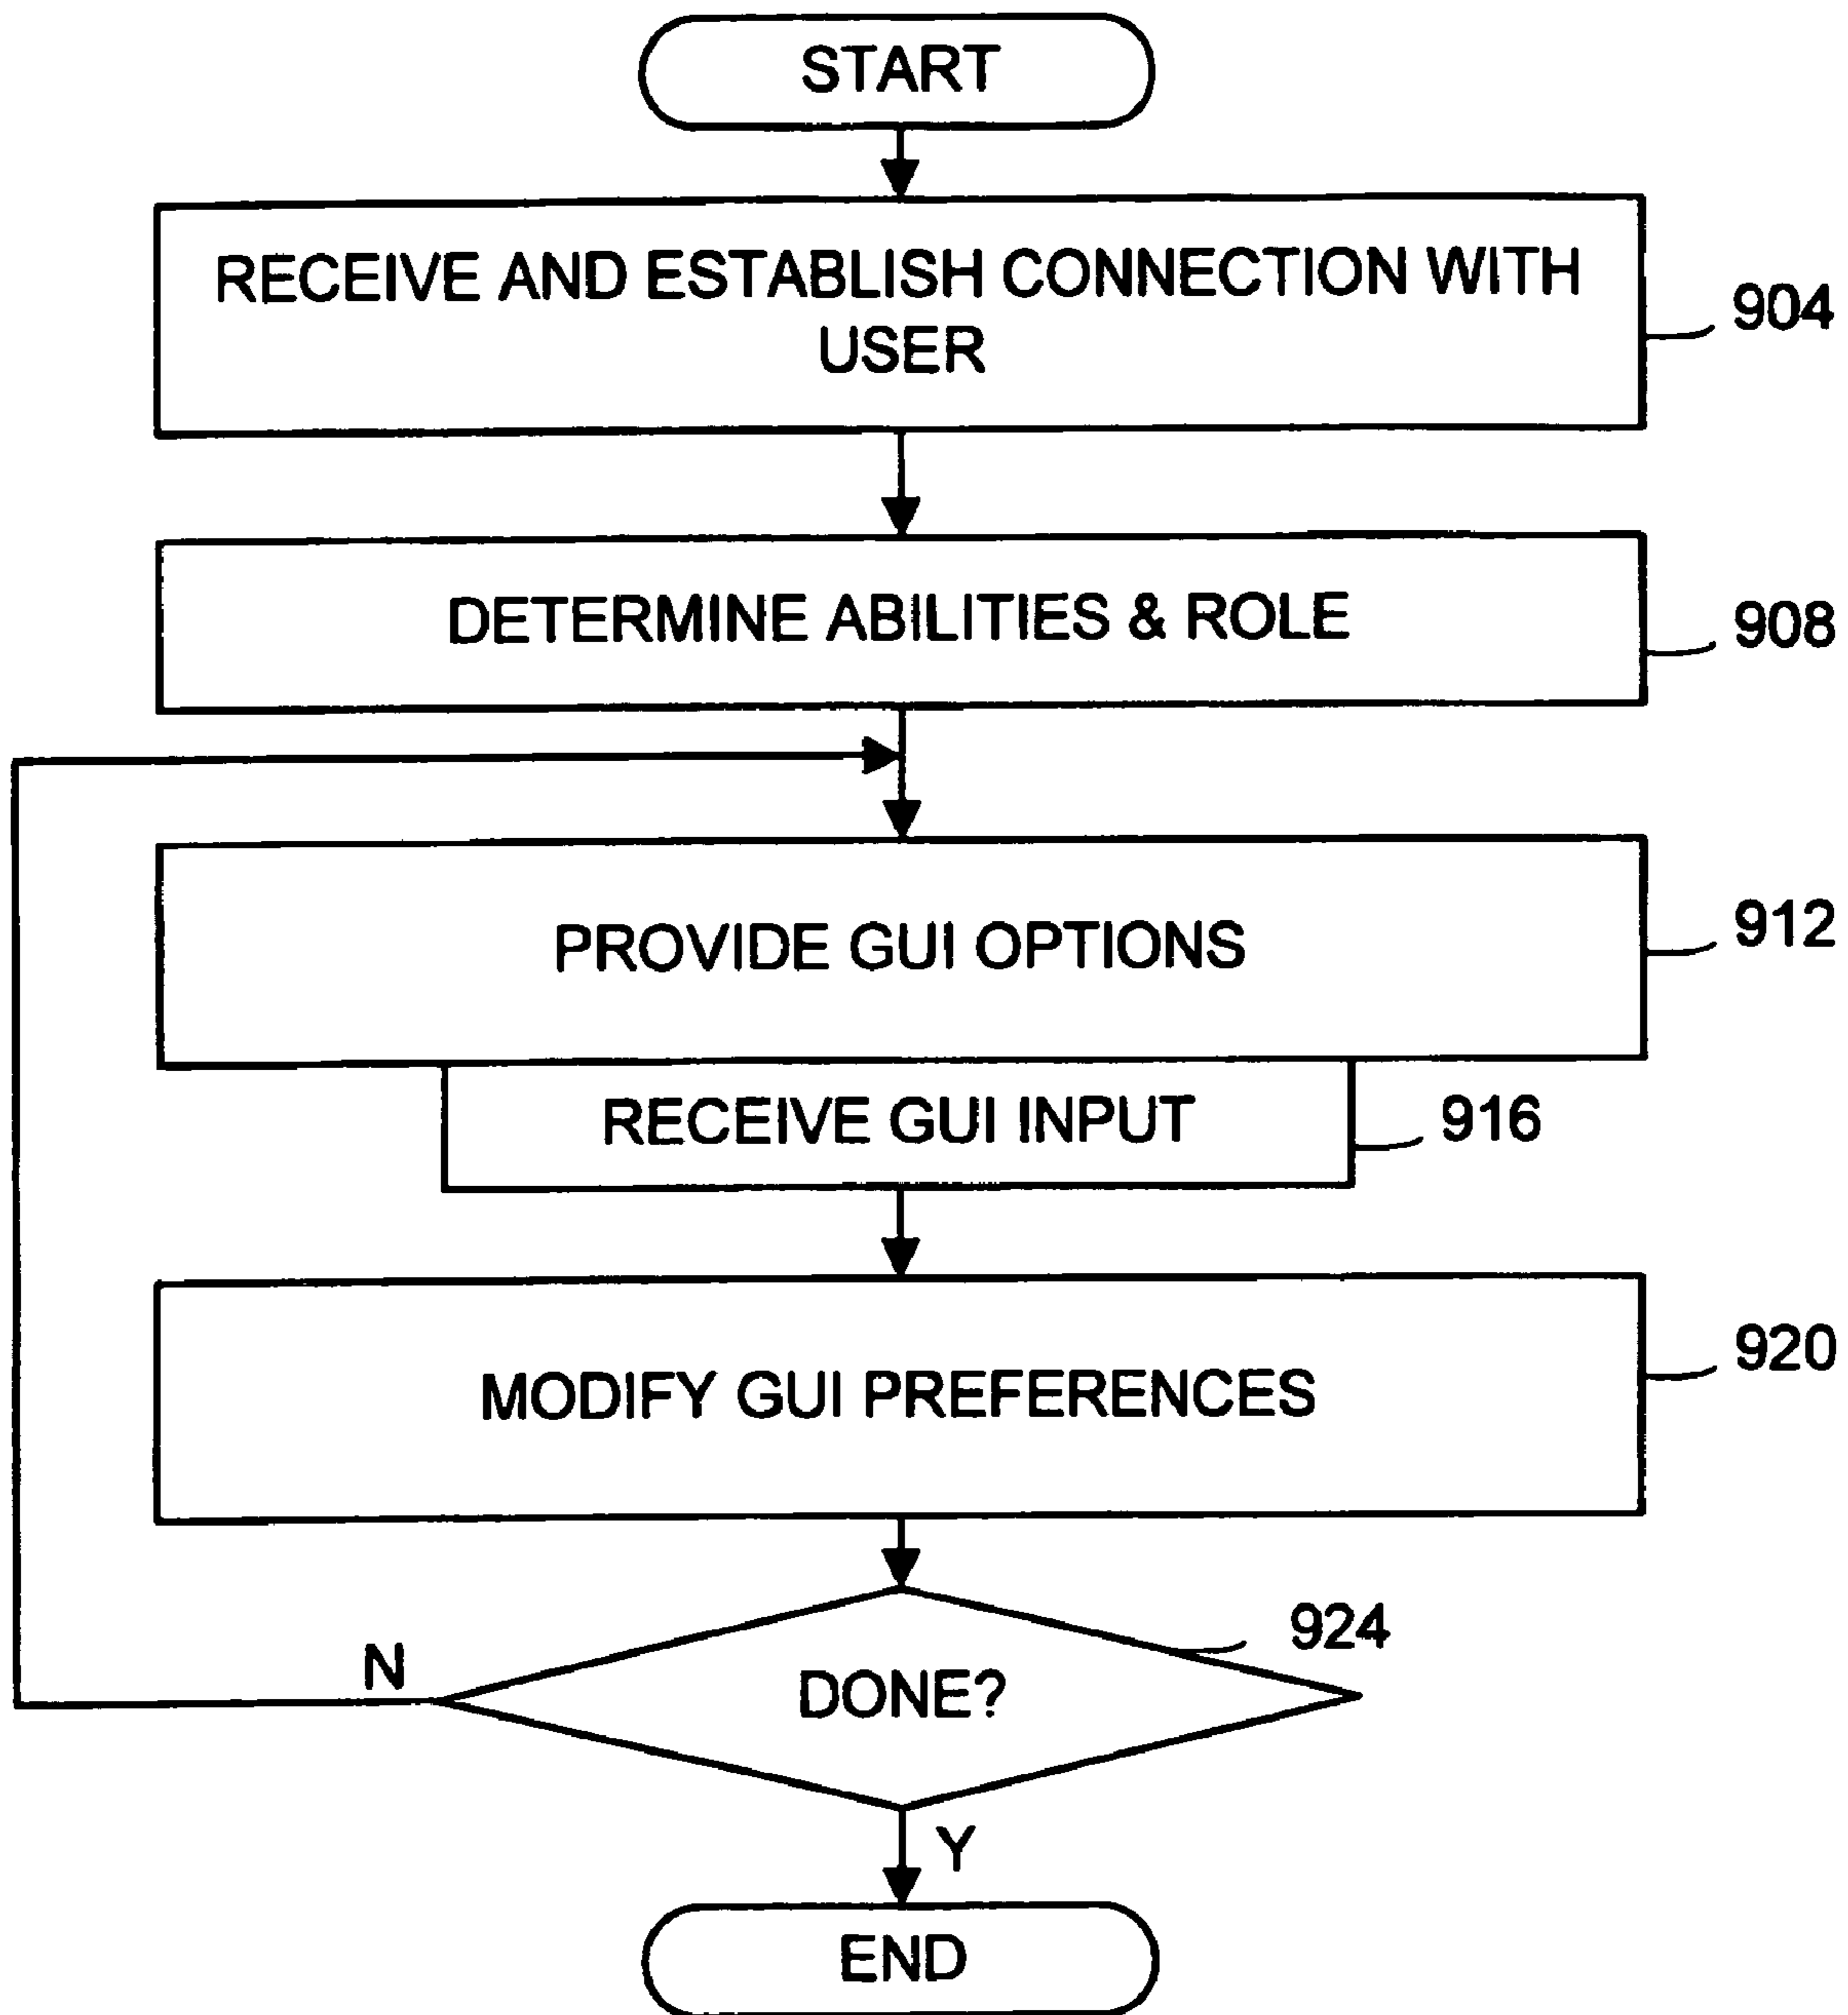 START
RECEIVE AND ESTABLISH CONNECTION WITH
USER
904
DETERMINE ABILITIES & ROLE
908
PROVIDE GUI OPTIONS
912
RECEIVE GUI INPUT
916
MODIFY GUI PREFERENCES
920
924
N
DONE?
Y
END